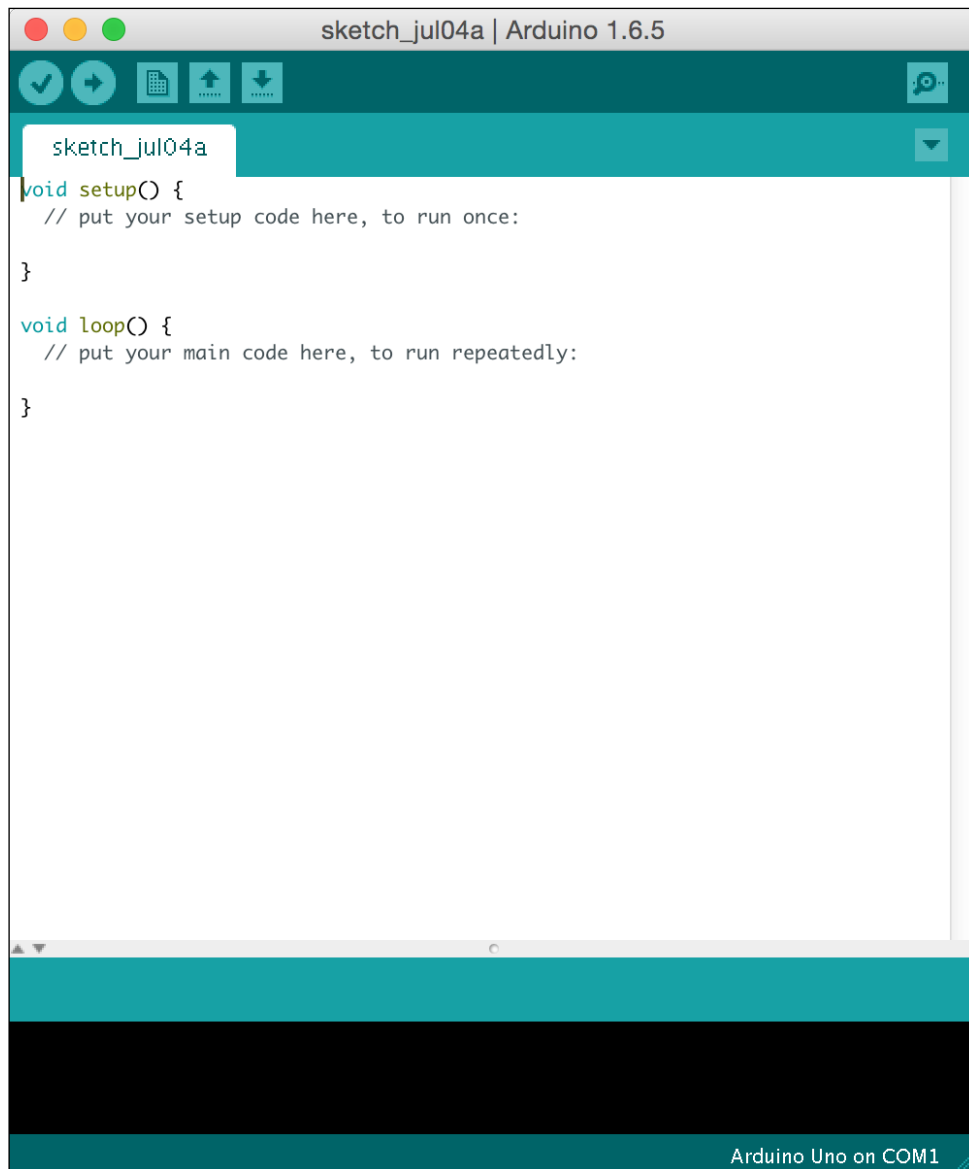 sketch_jul04a | Arduino 1.6.5
sketch_jul04a
void setup() {
  // put your setup code here, to run once:
}
void loop() {
  // put your main code here, to run repeatedly:
}
Arduino Uno on COM1